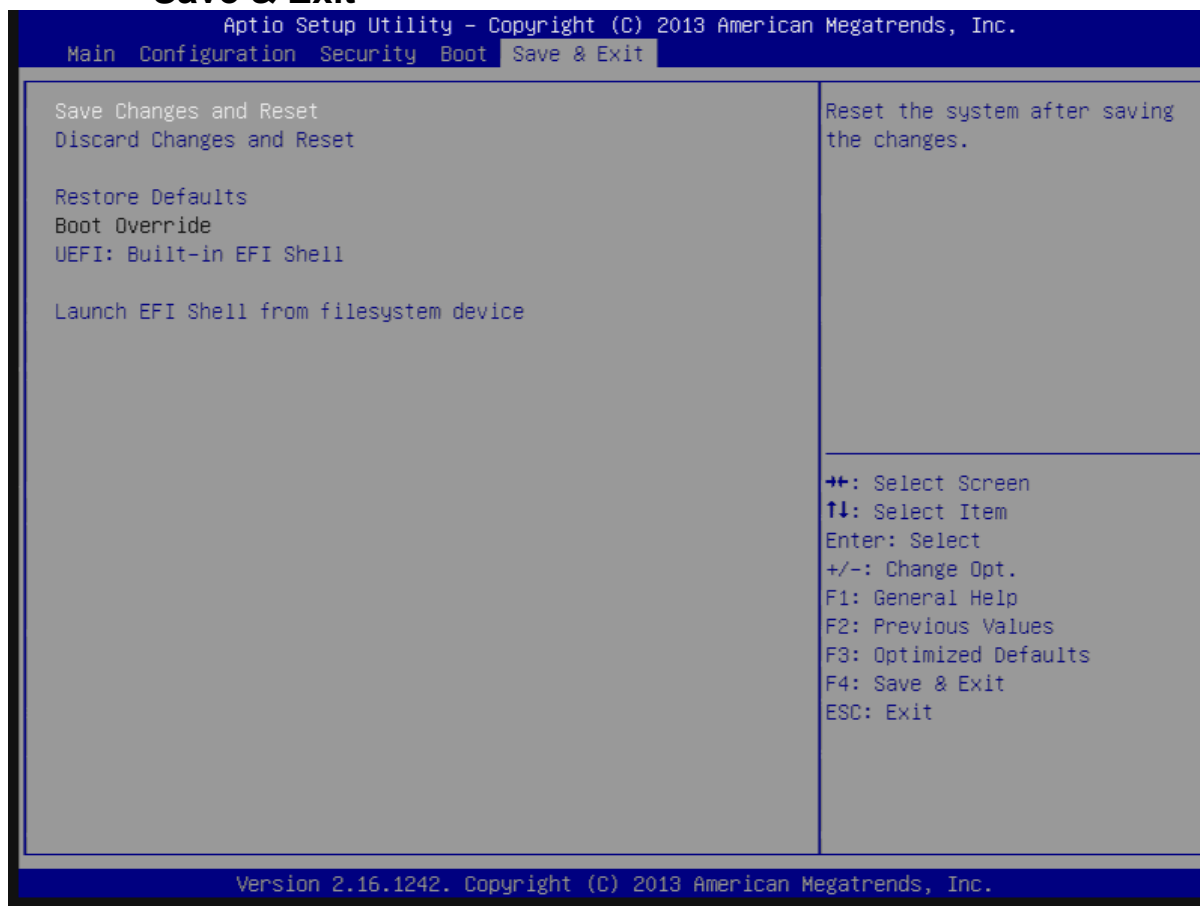 Save & Exit
Aptio Setup Utility – Copyright (C) 2013 American Megatrends, Inc.
Main Configuration Security Boot Save & Exit
Save Changes and Reset
Discard Changes and Reset
Restore Defaults
Boot Override
UEFI: Built-in EFI Shell
Launch EFI Shell from filesystem device
Reset the system after saving
the changes.
→←: Select Screen
↑↓: Select Item
Enter: Select
+/-: Change Opt.
F1: General Help
F2: Previous Values
F3: Optimized Defaults
F4: Save & Exit
ESC: Exit
Version 2.16.1242. Copyright (C) 2013 American Megatrends, Inc.